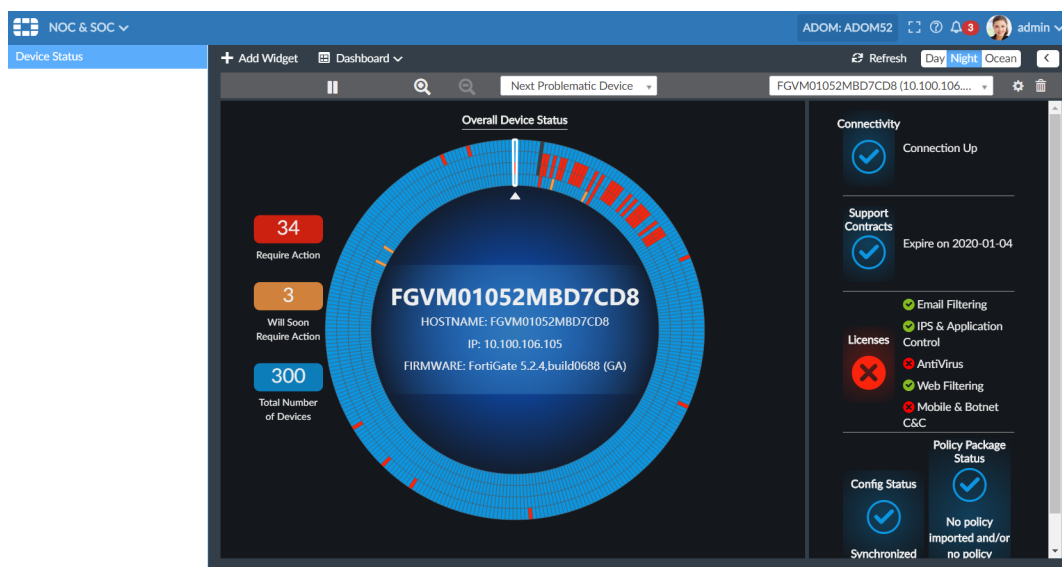 NOC & SOC
ADOM: ADOM52
3
admin
Device Status
Add Widget
Dashboard
Refresh
Day Night Ocean
Next Problematic Device
FGVM01052MBD7CD8 (10.100.106....
Overall Device Status
34
Require Action
3
Will Soon
Require Action
300
Total Number
of Devices
FGVM01052MBD7CD8
HOSTNAME: FGVM01052MBD7CD8
IP: 10.100.106.105
FIRMWARE: FortiGate 5.2.4,build0688 (GA)
Connectivity
Connection Up
Support
Contracts
Expire on 2020-01-04
Licenses
Email Filtering
IPS & Application
Control
AntiVirus
Web Filtering
Mobile & Botnet
C&C
Config Status
Synchronized
Policy Package
Status
No policy
imported and/or
no policy